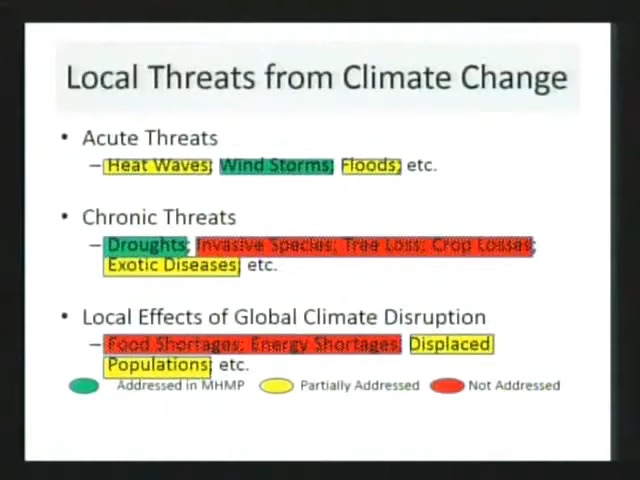 Local Threats from Climate Change
• Acute Threats
– Heat Waves; Wind Storms; Floods; etc.
• Chronic Threats
– Droughts; Invasive Species; Tree Loss; Crop Losses;
Exotic Diseases; etc.
• Local Effects of Global Climate Disruption
– Food Shortages; Energy Shortages; Displaced
Populations; etc.
Addressed in MHMP Partially Addressed Not Addressed